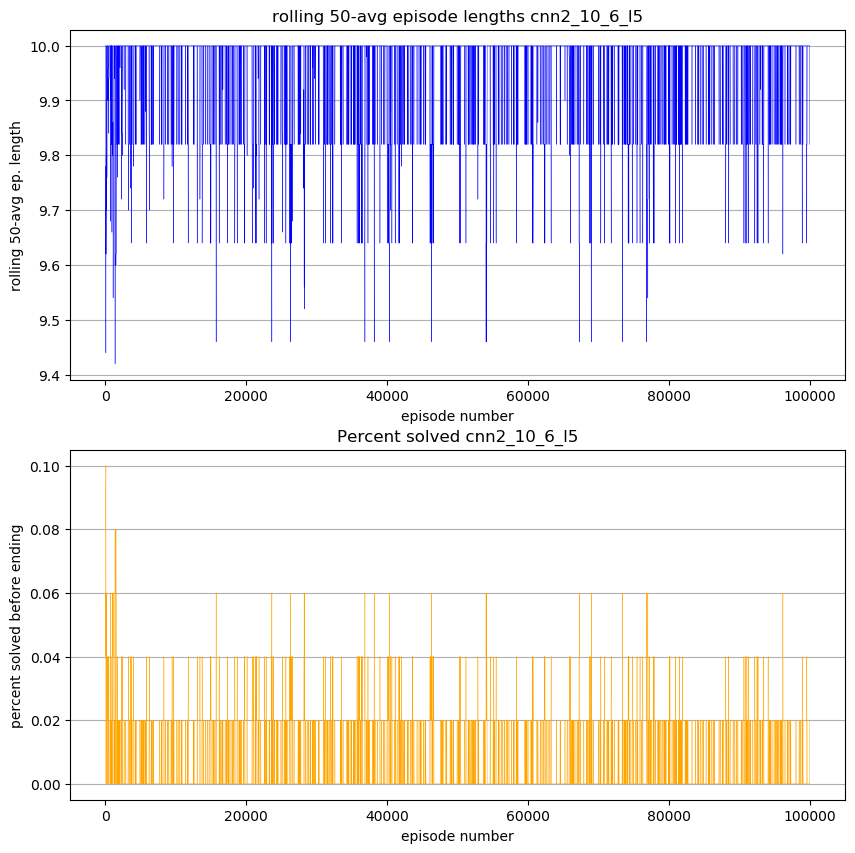 rolling 50-avg episode lengths cnn2_10_6_l5
10.0
9.9
9.8
9.7
9.6
9.5
9.4
rolling 50-avg ep. length
0 20000 40000 60000 80000 100000
episode number
Percent solved cnn2_10_6_l5
0.10
0.08
0.06
0.04
0.02
0.00
percent solved before ending
0 20000 40000 60000 80000 100000
episode number